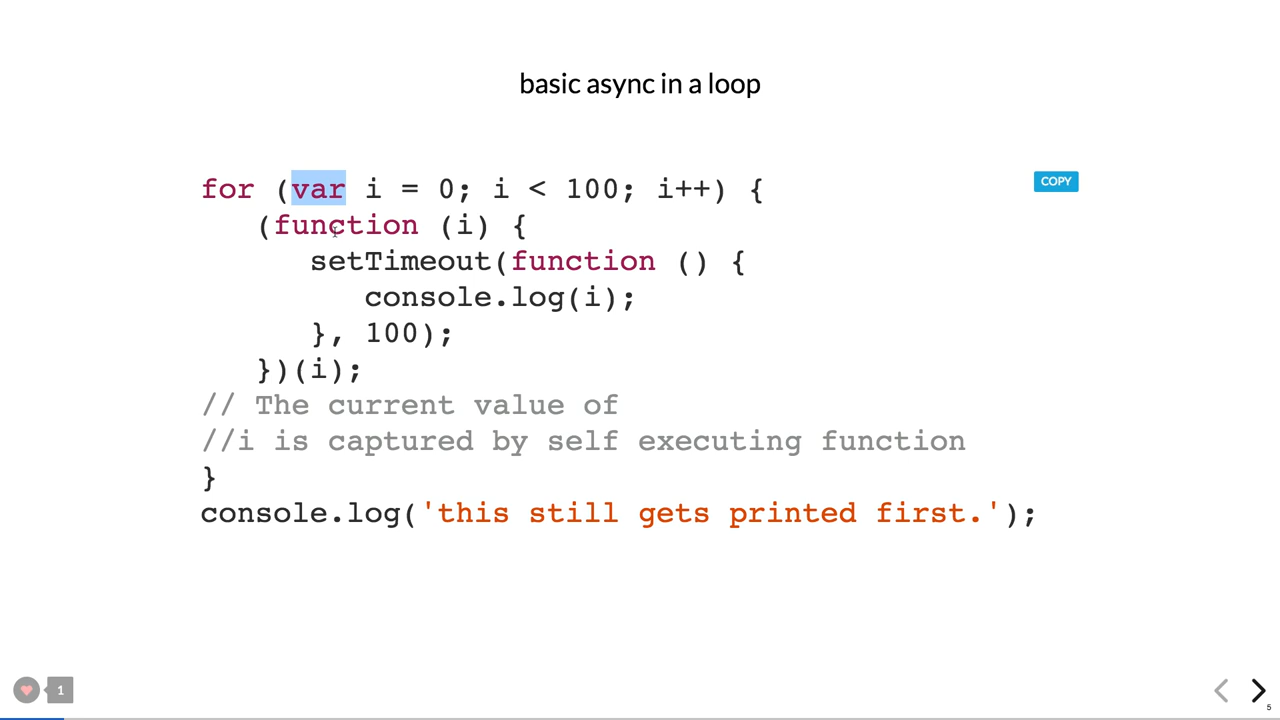 basic async in a loop
for (var i = 0; i < 100; i++) {
COPY
(function (i) {
setTimeout(function () {
console.log(i);
}, 100);
})(i);
// The current value of
//i is captured by self executing function
}
console.log('this still gets printed first.');
1
5